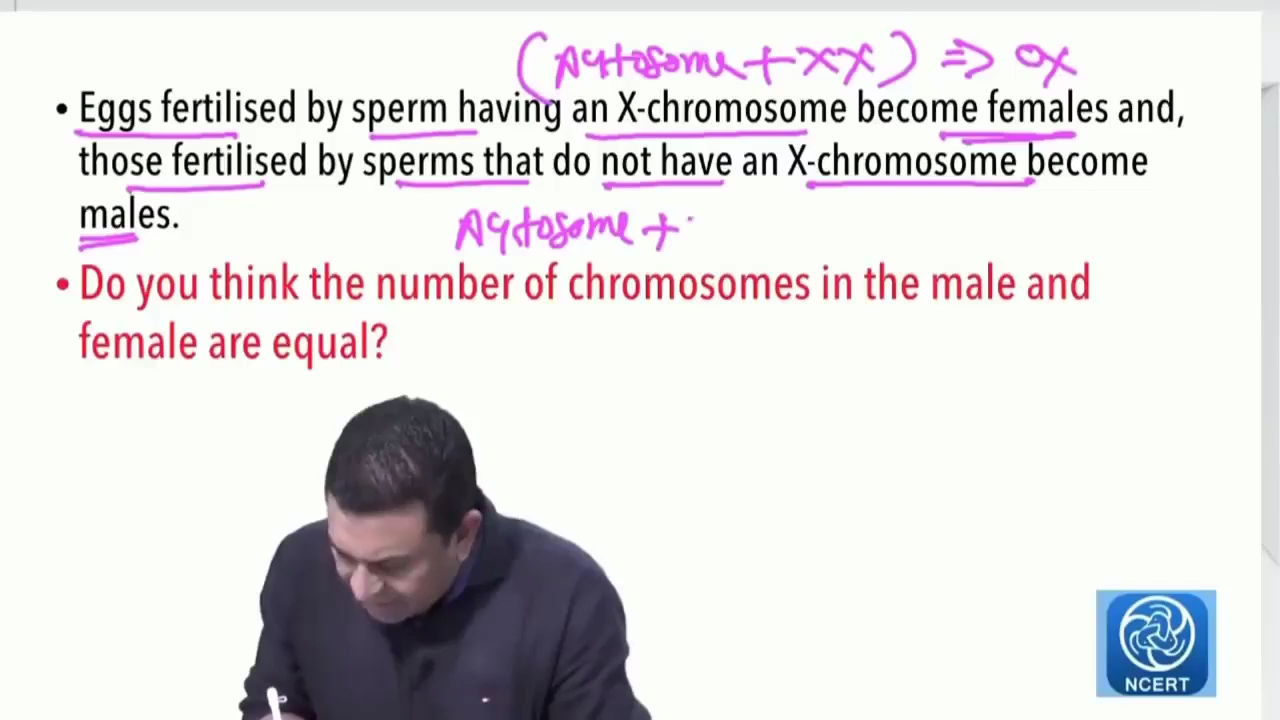 (Autosome + XX) => ♀
• Eggs fertilised by sperm having an X-chromosome become females and,
those fertilised by sperms that do not have an X-chromosome become
males.
Autosome +
• Do you think the number of chromosomes in the male and
female are equal?
NCERT